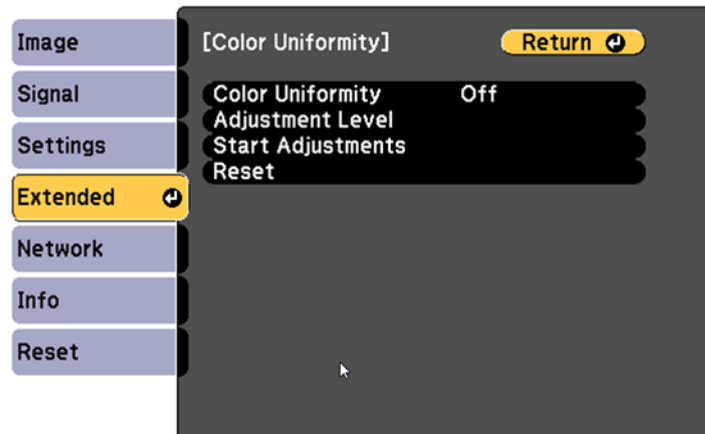 Image
Signal
Settings
Extended
Network
Info
Reset
[Color Uniformity]
Return
Color Uniformity Off
Adjustment Level
Start Adjustments
Reset